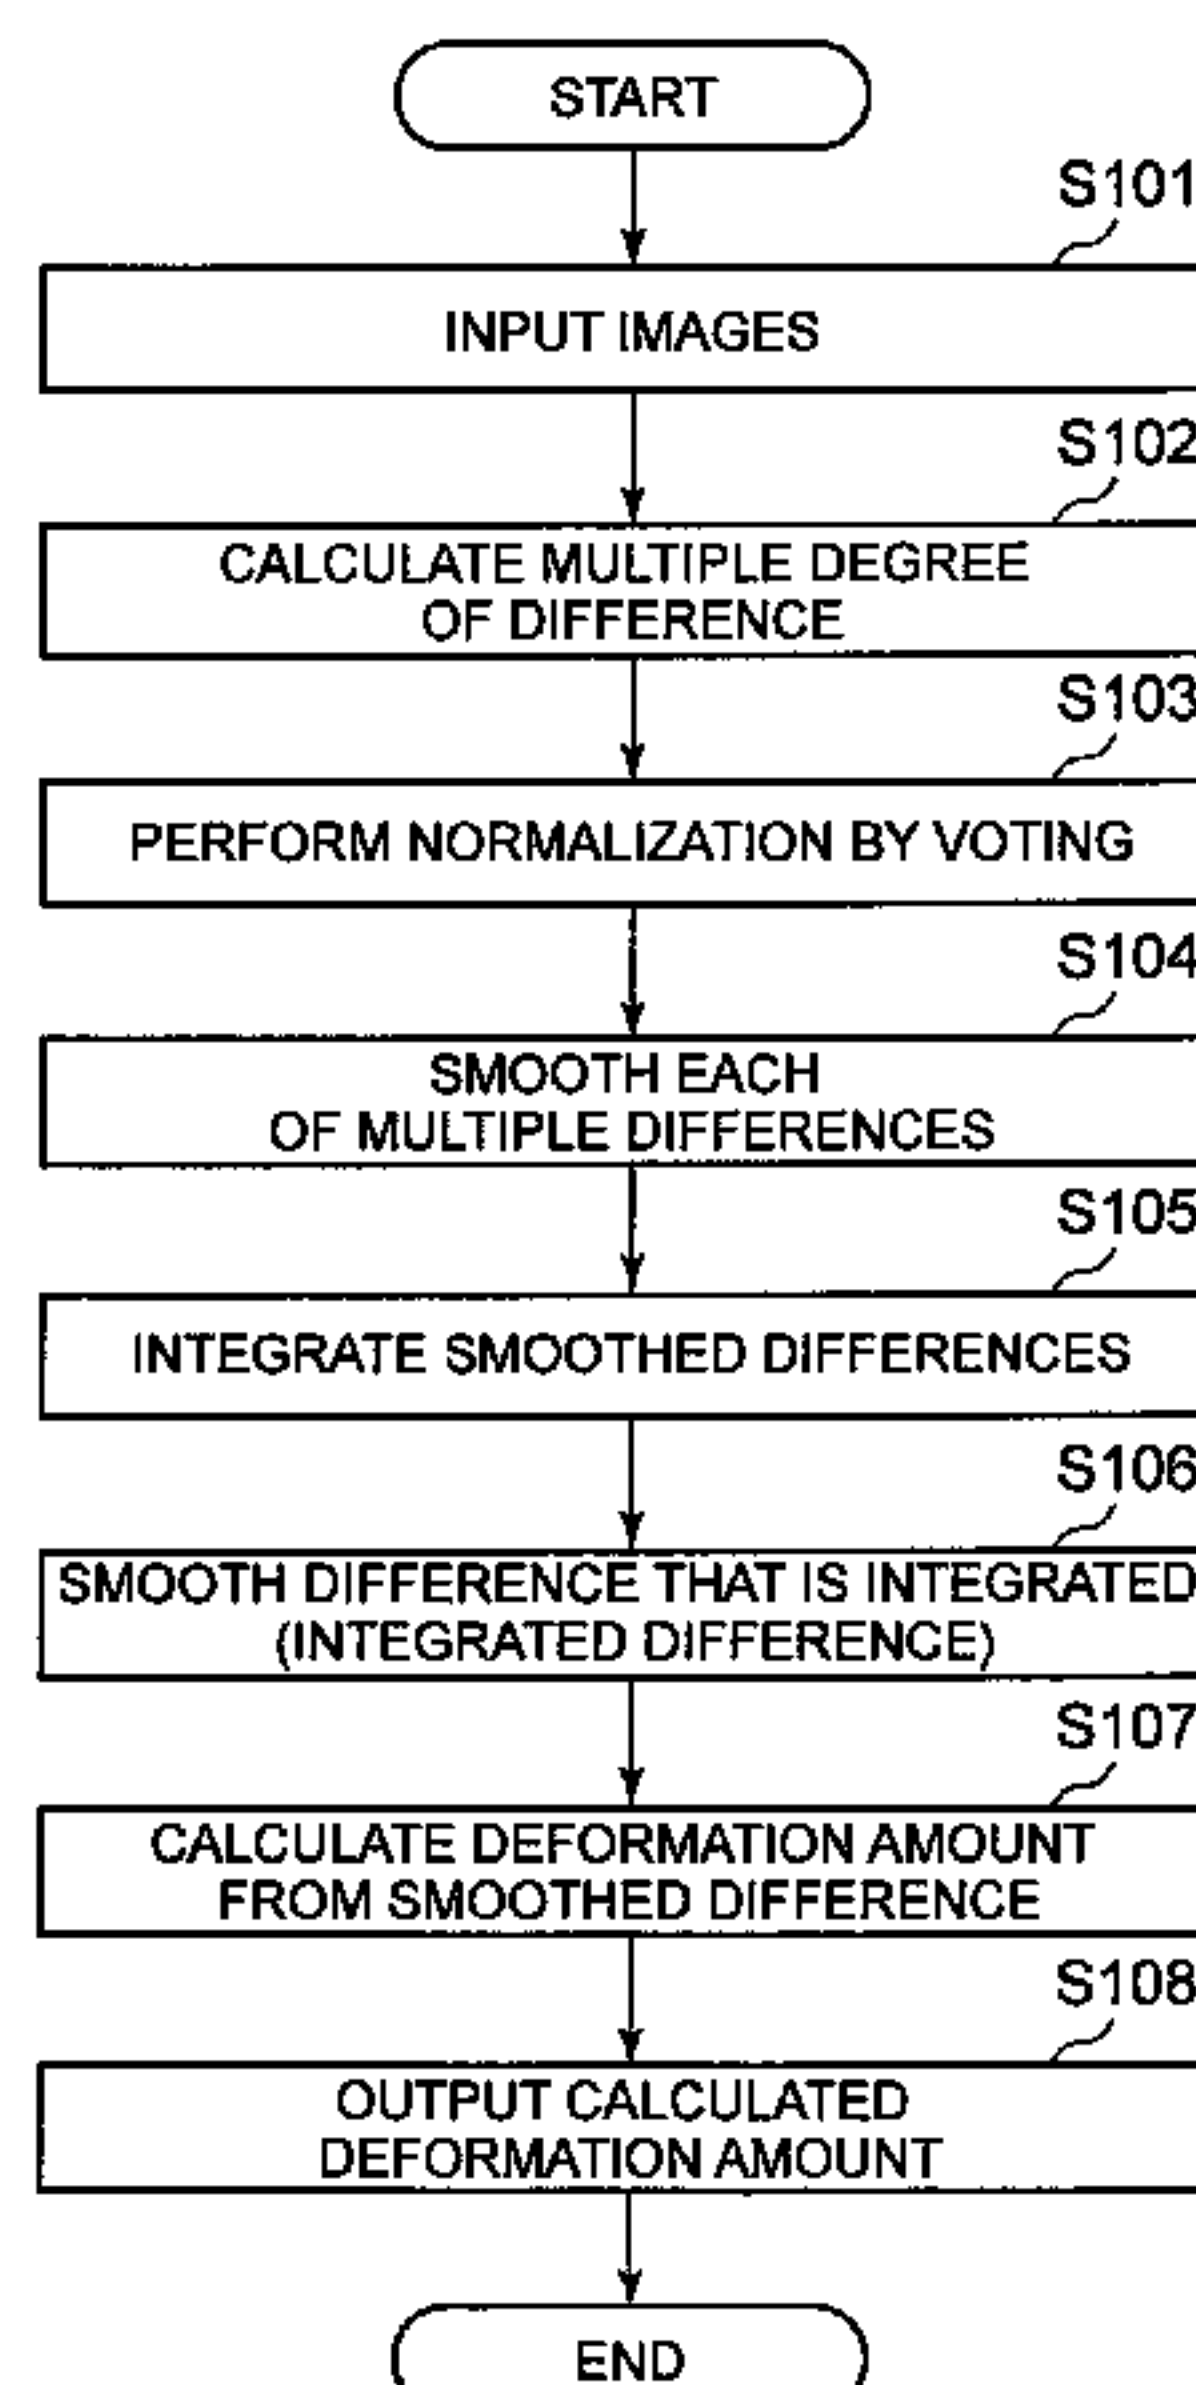 START
S101
INPUT IMAGES
S102
CALCULATE MULTIPLE DEGREE
OF DIFFERENCE
S103
PERFORM NORMALIZATION BY VOTING
S104
SMOOTH EACH
OF MULTIPLE DIFFERENCES
S105
INTEGRATE SMOOTHED DIFFERENCES
S106
SMOOTH DIFFERENCE THAT IS INTEGRATED
(INTEGRATED DIFFERENCE)
S107
CALCULATE DEFORMATION AMOUNT
FROM SMOOTHED DIFFERENCE
S108
OUTPUT CALCULATED
DEFORMATION AMOUNT
END